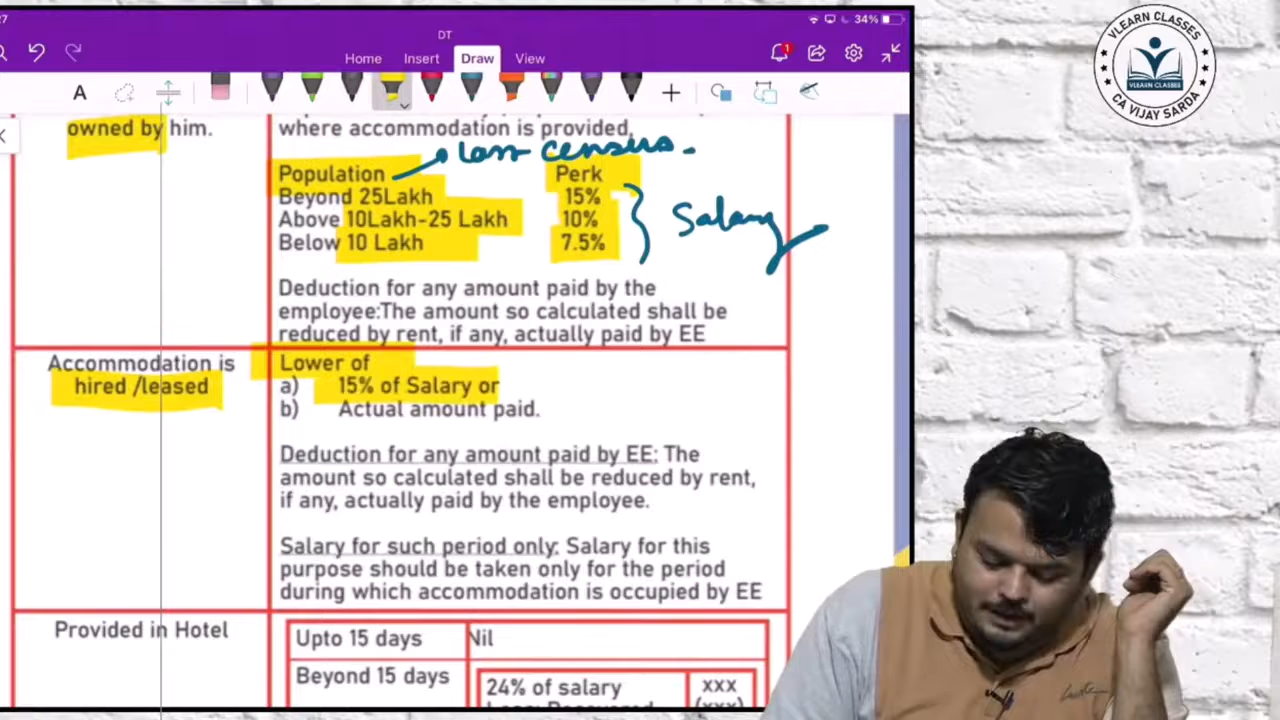 27
34%
DT
Home Insert Draw View
1
A
VLEARN CLASSES
VLEARN CLASSES
CA VIJAY SARDA
owned by him.
where accommodation is provided,
Population Perk
Last census.
Beyond 25Lakh 15%
Above 10Lakh-25 Lakh 10%
Below 10 Lakh 7.5%
Salary
Deduction for any amount paid by the
employee:The amount so calculated shall be
reduced by rent, if any, actually paid by EE
Accommodation is
hired /leased
Lower of
a) 15% of Salary or
b) Actual amount paid.
Deduction for any amount paid by EE: The
amount so calculated shall be reduced by rent,
if any, actually paid by the employee.
Salary for such period only: Salary for this
purpose should be taken only for the period
during which accommodation is occupied by EE
Provided in Hotel
Upto 15 days Nil
Beyond 15 days
24% of salary xxx